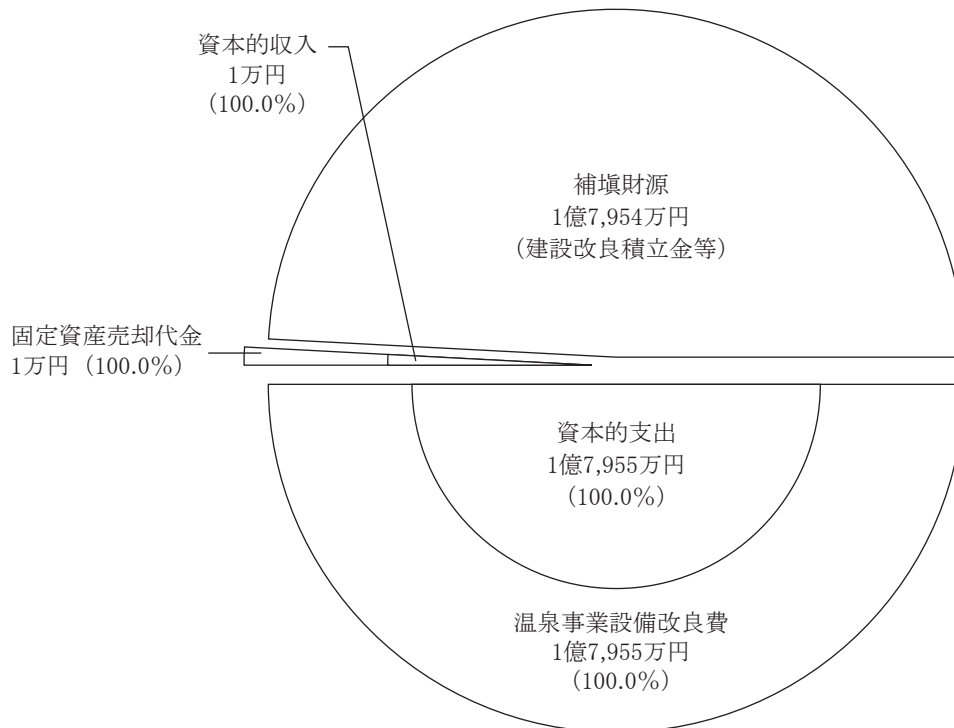 資本的収入
1万円
（100.0％）
補塡財源
1億7,954万円
（建設改良積立金等）
固定資産売却代金
1万円（100.0％）
資本的支出
1億7,955万円
（100.0％）
温泉事業設備改良費
1億7,955万円
（100.0％）